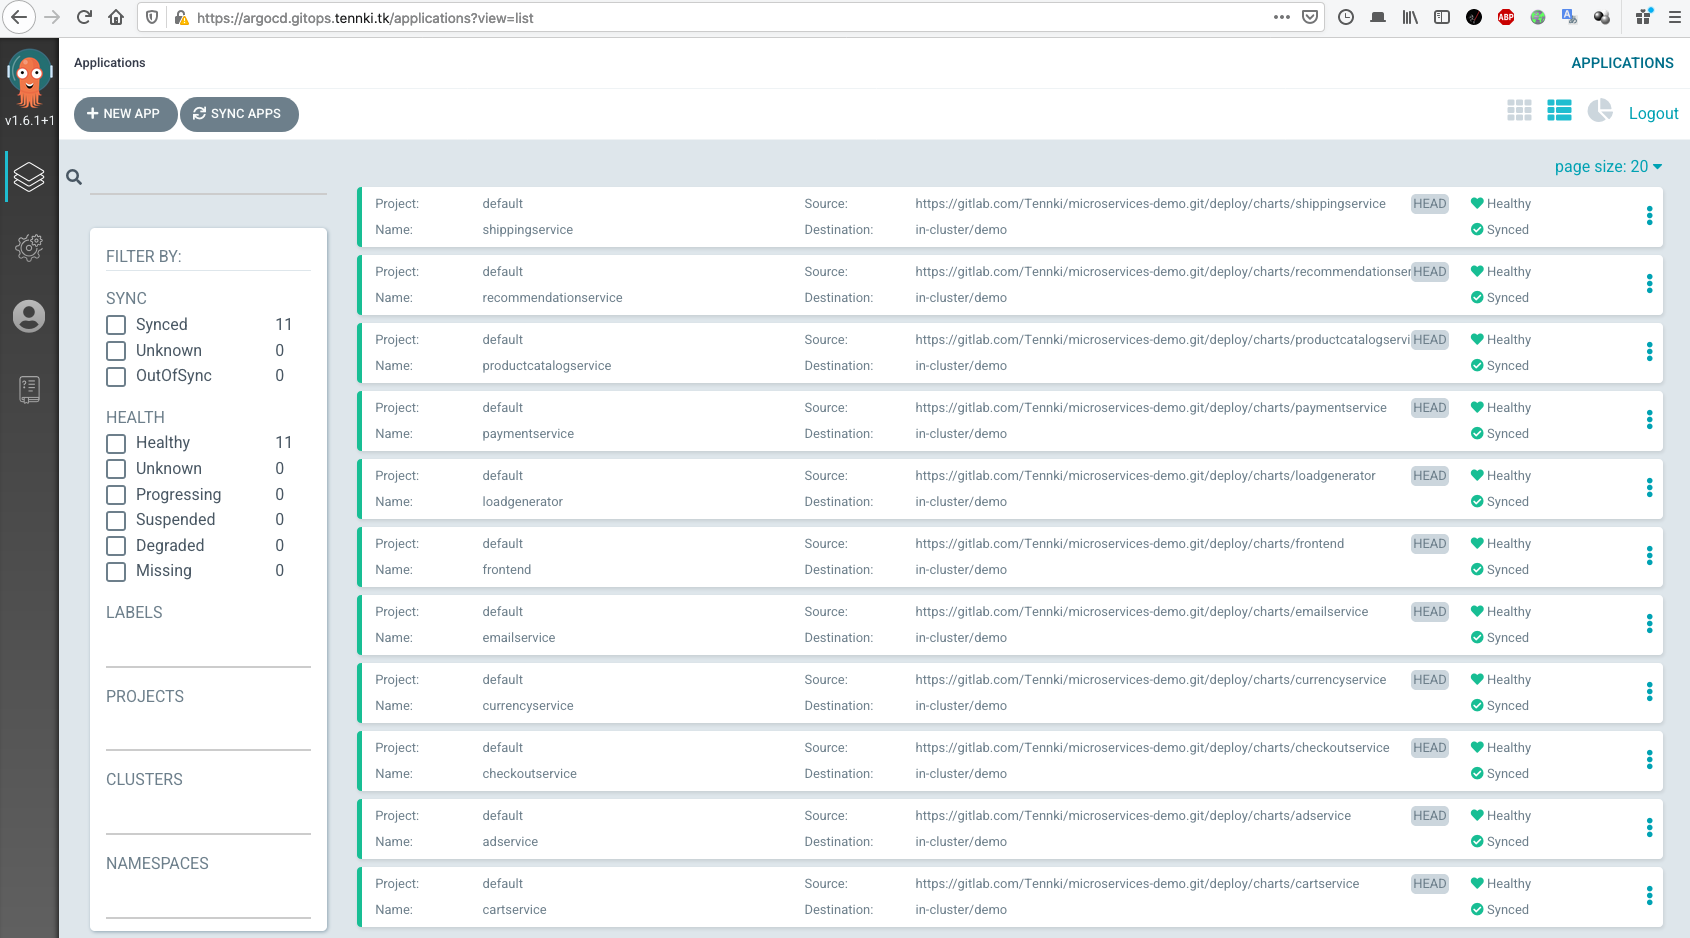 https://argocd.gitops.tennki.tk/applications?view=list
ABP
Applications
APPLICATIONS
v1.6.1+1
NEW APP
SYNC APPS
Logout
page size: 20
FILTER BY:
SYNC
Synced 11
Unknown 0
OutOfSync 0
HEALTH
Healthy 11
Unknown 0
Progressing 0
Suspended 0
Degraded 0
Missing 0
LABELS
PROJECTS
CLUSTERS
NAMESPACES
Project: default Source: https://gitlab.com/Tennki/microservices-demo.git/deploy/charts/shippingservice HEAD Healthy
Name: shippingservice Destination: in-cluster/demo Synced
Project: default Source: https://gitlab.com/Tennki/microservices-demo.git/deploy/charts/recommendationser HEAD Healthy
Name: recommendationservice Destination: in-cluster/demo Synced
Project: default Source: https://gitlab.com/Tennki/microservices-demo.git/deploy/charts/productcatalogservi HEAD Healthy
Name: productcatalogservice Destination: in-cluster/demo Synced
Project: default Source: https://gitlab.com/Tennki/microservices-demo.git/deploy/charts/paymentservice HEAD Healthy
Name: paymentservice Destination: in-cluster/demo Synced
Project: default Source: https://gitlab.com/Tennki/microservices-demo.git/deploy/charts/loadgenerator HEAD Healthy
Name: loadgenerator Destination: in-cluster/demo Synced
Project: default Source: https://gitlab.com/Tennki/microservices-demo.git/deploy/charts/frontend HEAD Healthy
Name: frontend Destination: in-cluster/demo Synced
Project: default Source: https://gitlab.com/Tennki/microservices-demo.git/deploy/charts/emailservice HEAD Healthy
Name: emailservice Destination: in-cluster/demo Synced
Project: default Source: https://gitlab.com/Tennki/microservices-demo.git/deploy/charts/currencyservice HEAD Healthy
Name: currencyservice Destination: in-cluster/demo Synced
Project: default Source: https://gitlab.com/Tennki/microservices-demo.git/deploy/charts/checkoutservice HEAD Healthy
Name: checkoutservice Destination: in-cluster/demo Synced
Project: default Source: https://gitlab.com/Tennki/microservices-demo.git/deploy/charts/adservice HEAD Healthy
Name: adservice Destination: in-cluster/demo Synced
Project: default Source: https://gitlab.com/Tennki/microservices-demo.git/deploy/charts/cartservice HEAD Healthy
Name: cartservice Destination: in-cluster/demo Synced